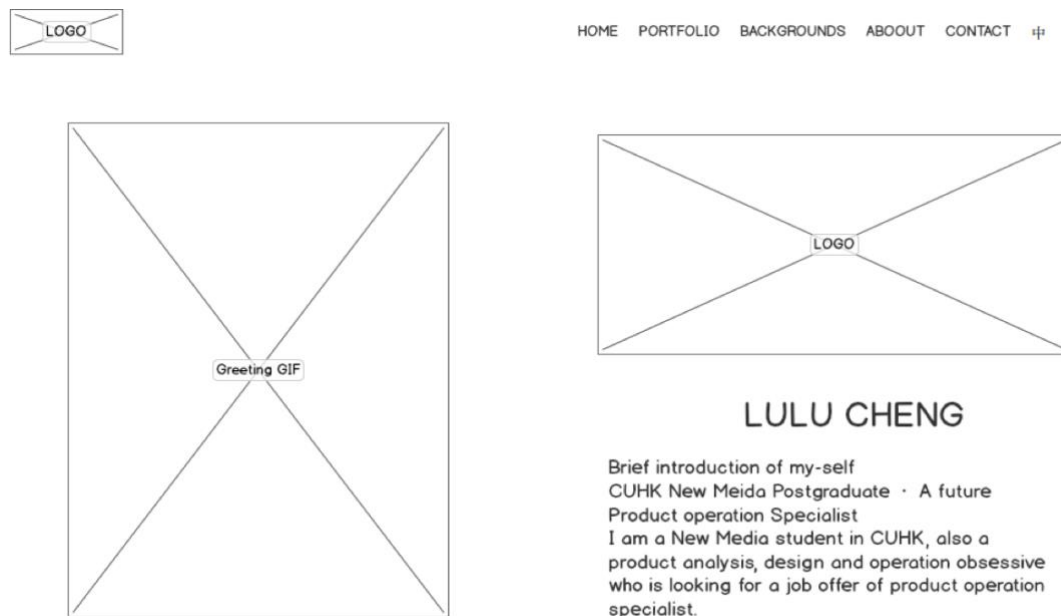 LOGO
HOME PORTFOLIO BACKGROUNDS ABOOUT CONTACT 中
LOGO
Greeting GIF
LULU CHENG
Brief introduction of my-self
CUHK New Meida Postgraduate · A future
Product operation Specialist
I am a New Media student in CUHK, also a
product analysis, design and operation obsessive
who is looking for a job offer of product operation
specialist.